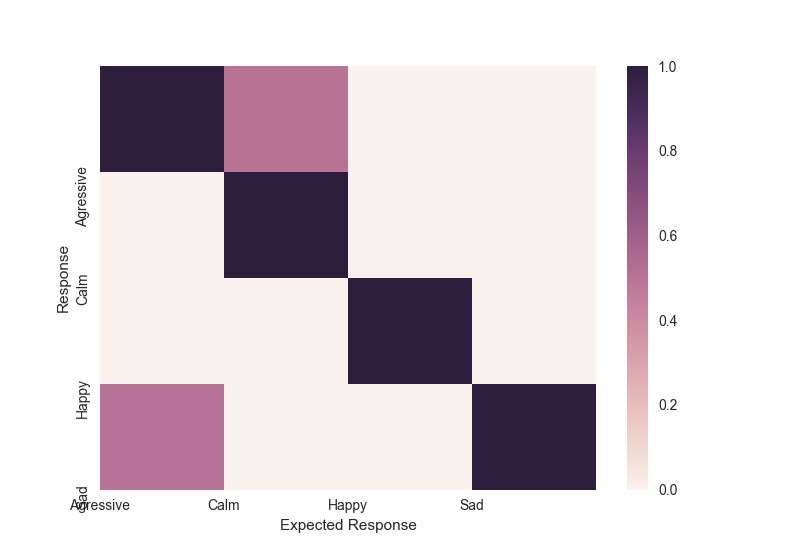 1.0
0.8
0.6
0.4
0.2
0.0
Response
Agressive
Calm
Happy
Sad
Agressive Calm Happy Sad
Expected Response